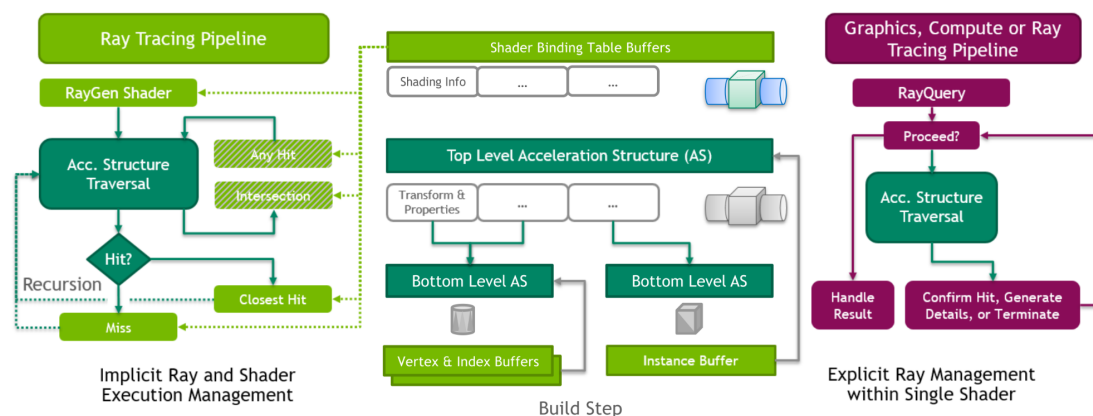 Ray Tracing Pipeline
RayGen Shader
Any Hit
Acc. Structure
Traversal
Intersection
Hit?
Recursion
Closest Hit
Miss
Implicit Ray and Shader
Execution Management
Shader Binding Table Buffers
Shading Info
...
...
Top Level Acceleration Structure (AS)
Transform &
Properties
...
...
Bottom Level AS
Bottom Level AS
Vertex & Index Buffers
Instance Buffer
Build Step
Graphics, Compute or Ray
Tracing Pipeline
RayQuery
Proceed?
Acc. Structure
Traversal
Handle
Result
Confirm Hit, Generate
Details, or Terminate
Explicit Ray Management
within Single Shader